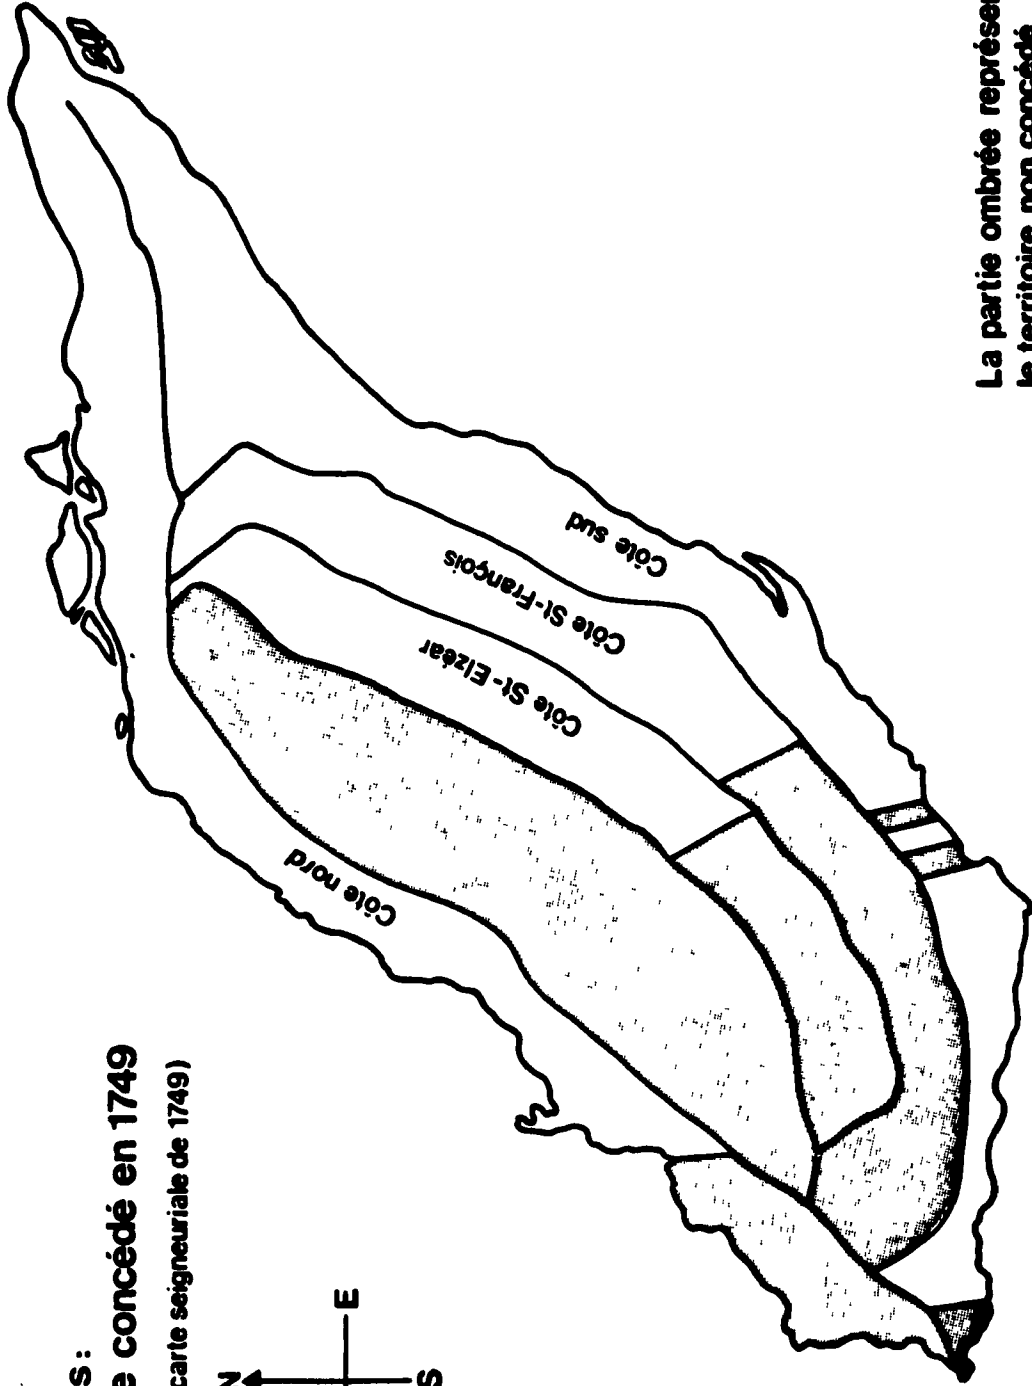 s:
e concédé en 1749
carte seigneuriale de 1749)
N
E
S
Côte nord
Côte St-Elzéar
Côte St-François
Côte sud
La partie ombrée représe
le territoire non concédé